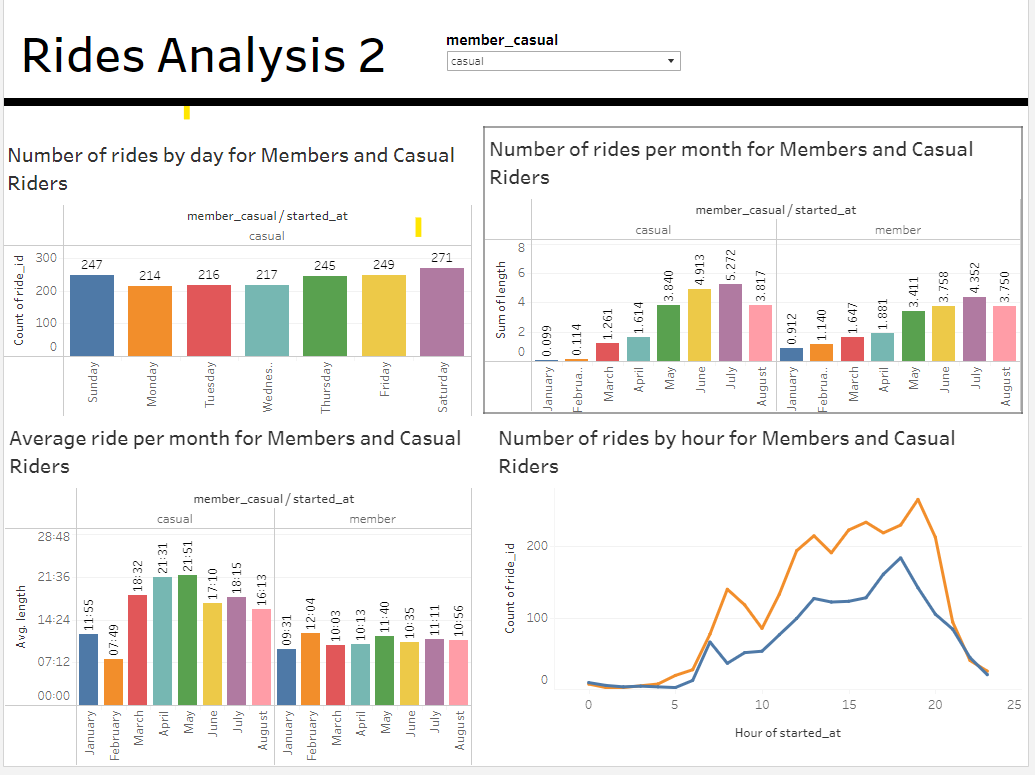 Rides Analysis 2
member_casual
casual
Number of rides by day for Members and Casual
Riders
member_casual / started_at
casual
Count of ride_id
300
200
100
0
247
214
216
217
245
249
271
Sunday
Monday
Tuesday
Wednes..
Thursday
Friday
Saturday
Number of rides per month for Members and Casual
Riders
member_casual / started_at
casual
member
Sum of length
8
6
4
2
0
0.099
0.114
1.261
1.614
3.840
4.913
5.272
3.817
0.912
1.140
1.647
1.881
3.411
3.758
4.352
3.750
January
Februa..
March
April
May
June
July
August
January
Februa..
March
April
May
June
July
August
Average ride per month for Members and Casual
Riders
member_casual / started_at
casual
member
Avg. length
28:48
21:36
14:24
07:12
00:00
11:55
07:49
18:32
21:31
21:51
17:10
18:15
16:13
09:31
12:04
10:03
10:13
11:40
10:35
11:11
10:56
January
February
March
April
May
June
July
August
January
February
March
April
May
June
July
August
Number of rides by hour for Members and Casual
Riders
Count of ride_id
200
100
0
0
5
10
15
20
25
Hour of started_at